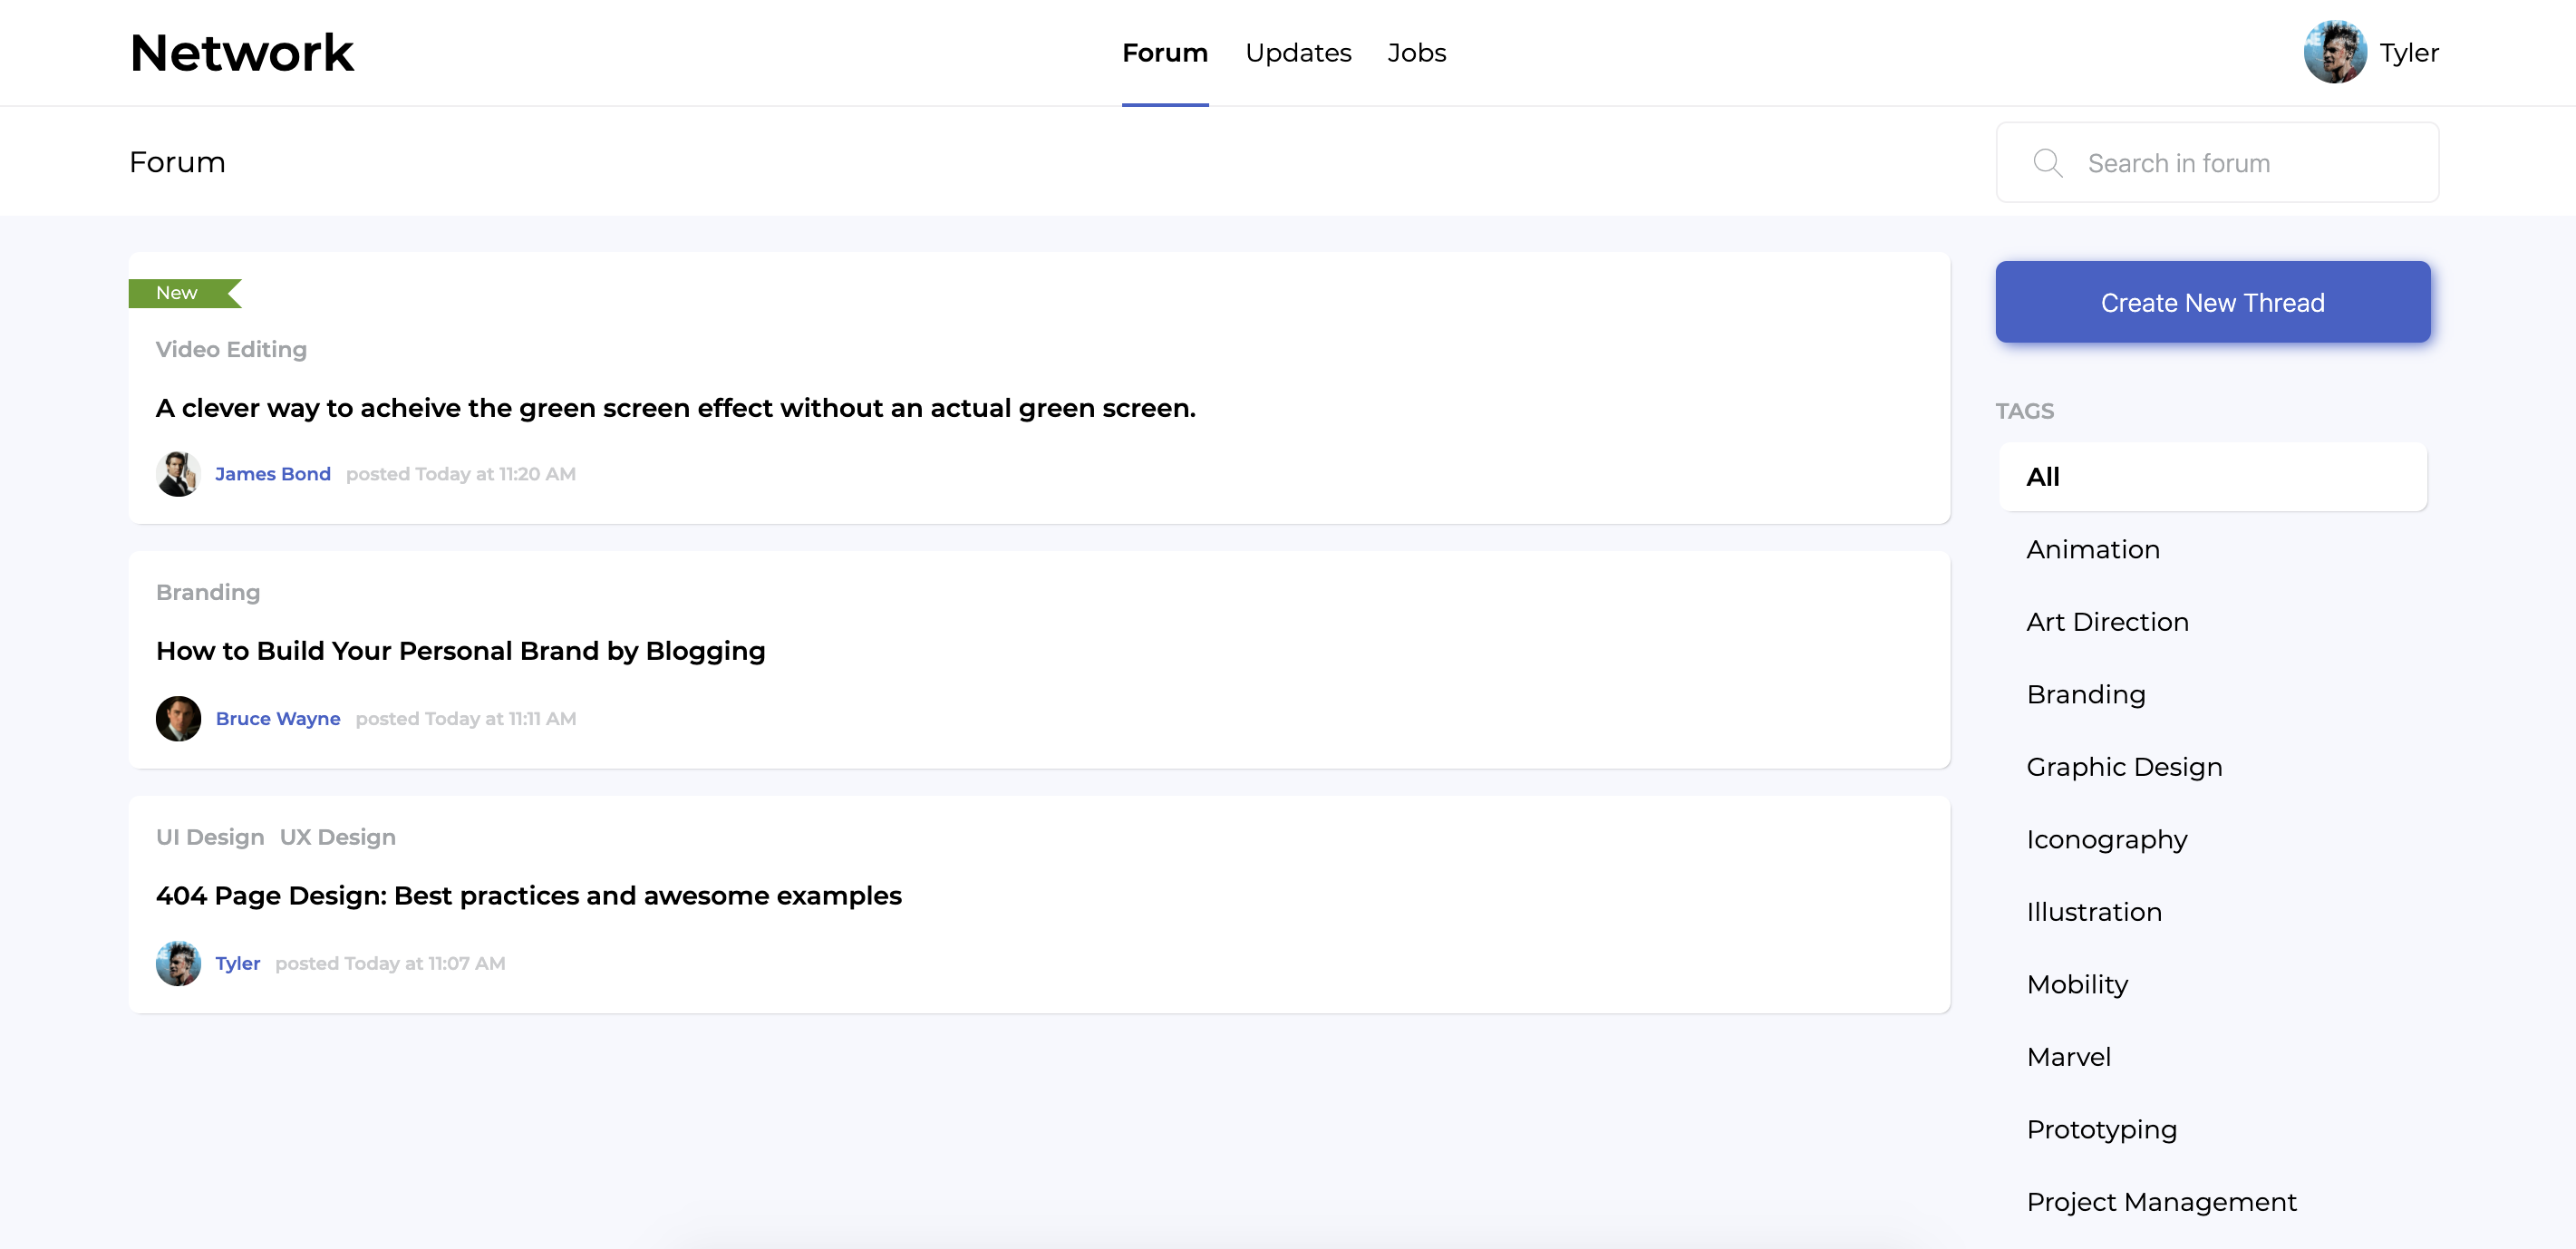 Network
Forum Updates Jobs
Tyler
Forum
Search in forum
New
Video Editing
A clever way to acheive the green screen effect without an actual green screen.
James Bond posted Today at 11:20 AM
Branding
How to Build Your Personal Brand by Blogging
Bruce Wayne posted Today at 11:11 AM
UI Design UX Design
404 Page Design: Best practices and awesome examples
Tyler posted Today at 11:07 AM
Create New Thread
TAGS
All
Animation
Art Direction
Branding
Graphic Design
Iconography
Illustration
Mobility
Marvel
Prototyping
Project Management